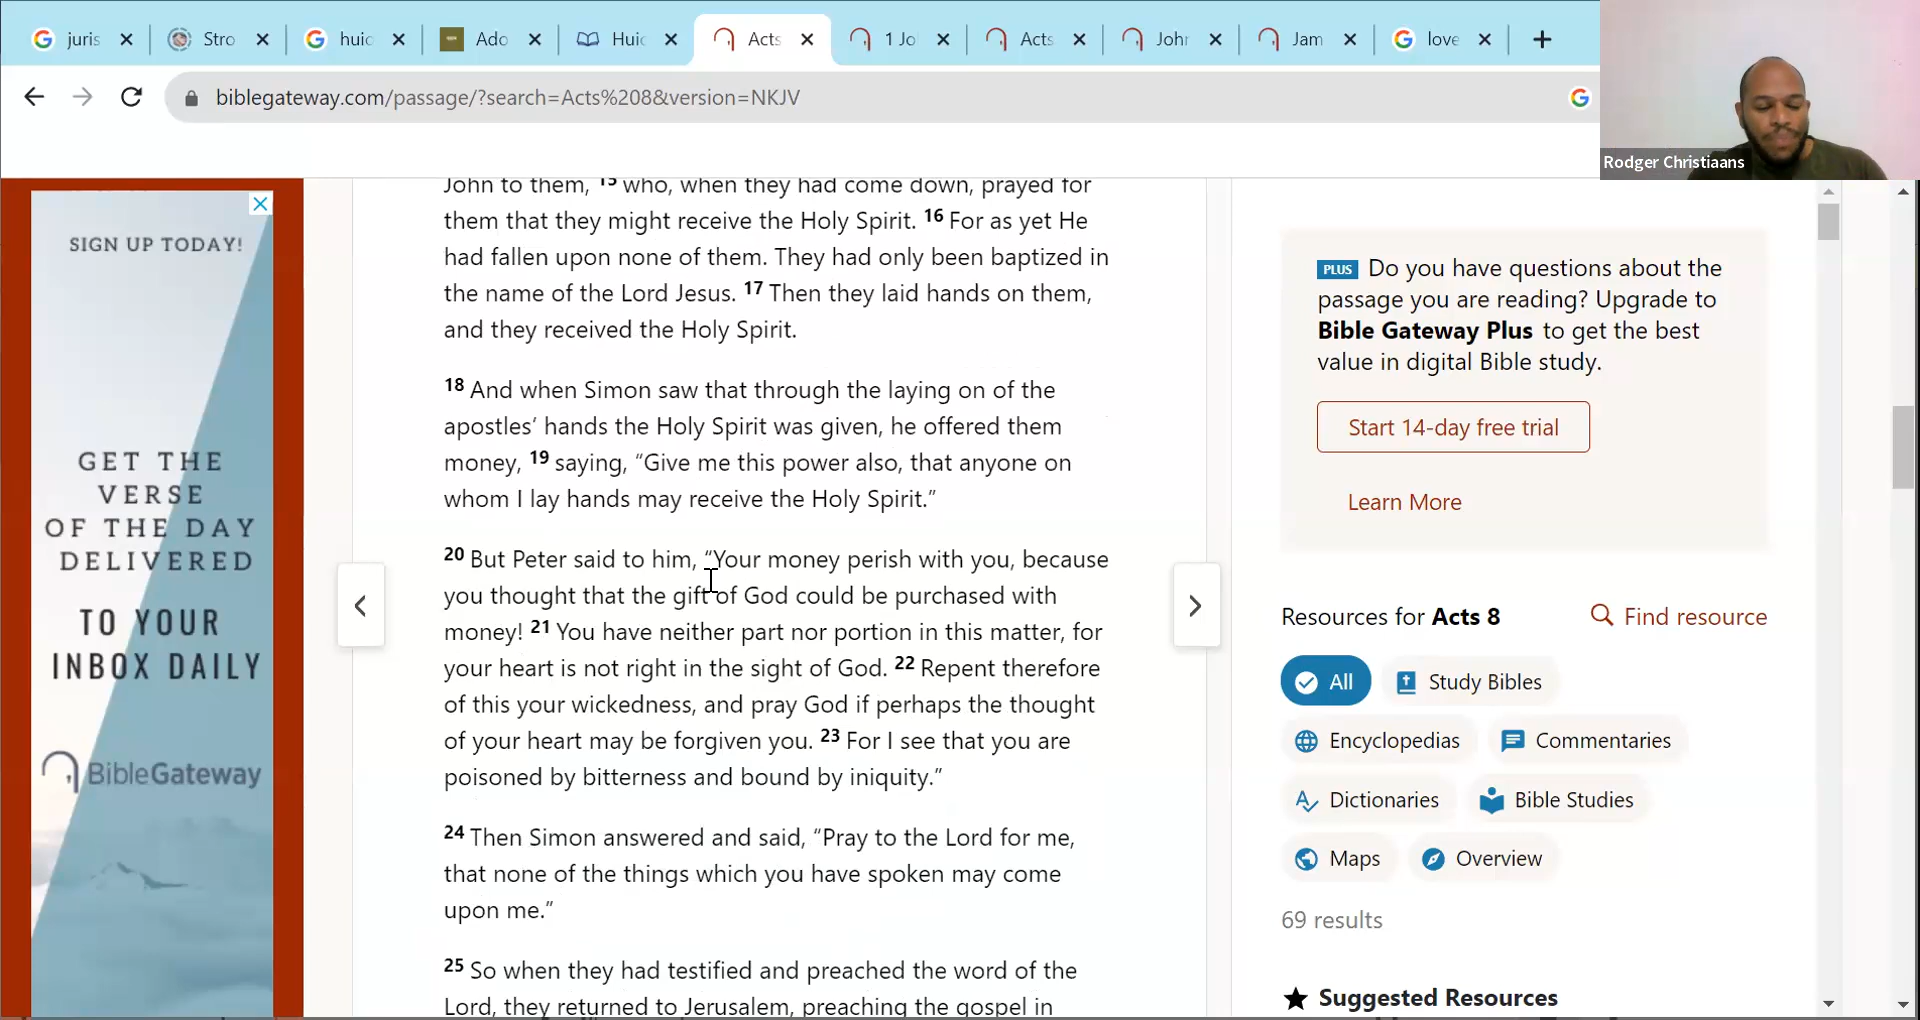 juris
Stro
huic
Ado
Huic
Acts
1 Jo
Acts
Johr
Jam
love
biblegateway.com/passage/?search=Acts%208&version=NKJV
Rodger Christiaans
SIGN UP TODAY!
GET THE
VERSE
OF THE DAY
DELIVERED
TO YOUR
INBOX DAILY
BibleGateway
John to them, 15 who, when they had come down, prayed for
them that they might receive the Holy Spirit. 16 For as yet He
had fallen upon none of them. They had only been baptized in
the name of the Lord Jesus. 17 Then they laid hands on them,
and they received the Holy Spirit.
18 And when Simon saw that through the laying on of the
apostles’ hands the Holy Spirit was given, he offered them
money, 19 saying, “Give me this power also, that anyone on
whom I lay hands may receive the Holy Spirit.”
20 But Peter said to him, “Your money perish with you, because
you thought that the gift of God could be purchased with
money! 21 You have neither part nor portion in this matter, for
your heart is not right in the sight of God. 22 Repent therefore
of this your wickedness, and pray God if perhaps the thought
of your heart may be forgiven you. 23 For I see that you are
poisoned by bitterness and bound by iniquity.”
24 Then Simon answered and said, “Pray to the Lord for me,
that none of the things which you have spoken may come
upon me.”
25 So when they had testified and preached the word of the
Lord, they returned to Jerusalem, preaching the gospel in
PLUS Do you have questions about the
passage you are reading? Upgrade to
Bible Gateway Plus to get the best
value in digital Bible study.
Start 14-day free trial
Learn More
Resources for Acts 8
Find resource
All
Study Bibles
Encyclopedias
Commentaries
Dictionaries
Bible Studies
Maps
Overview
69 results
Suggested Resources